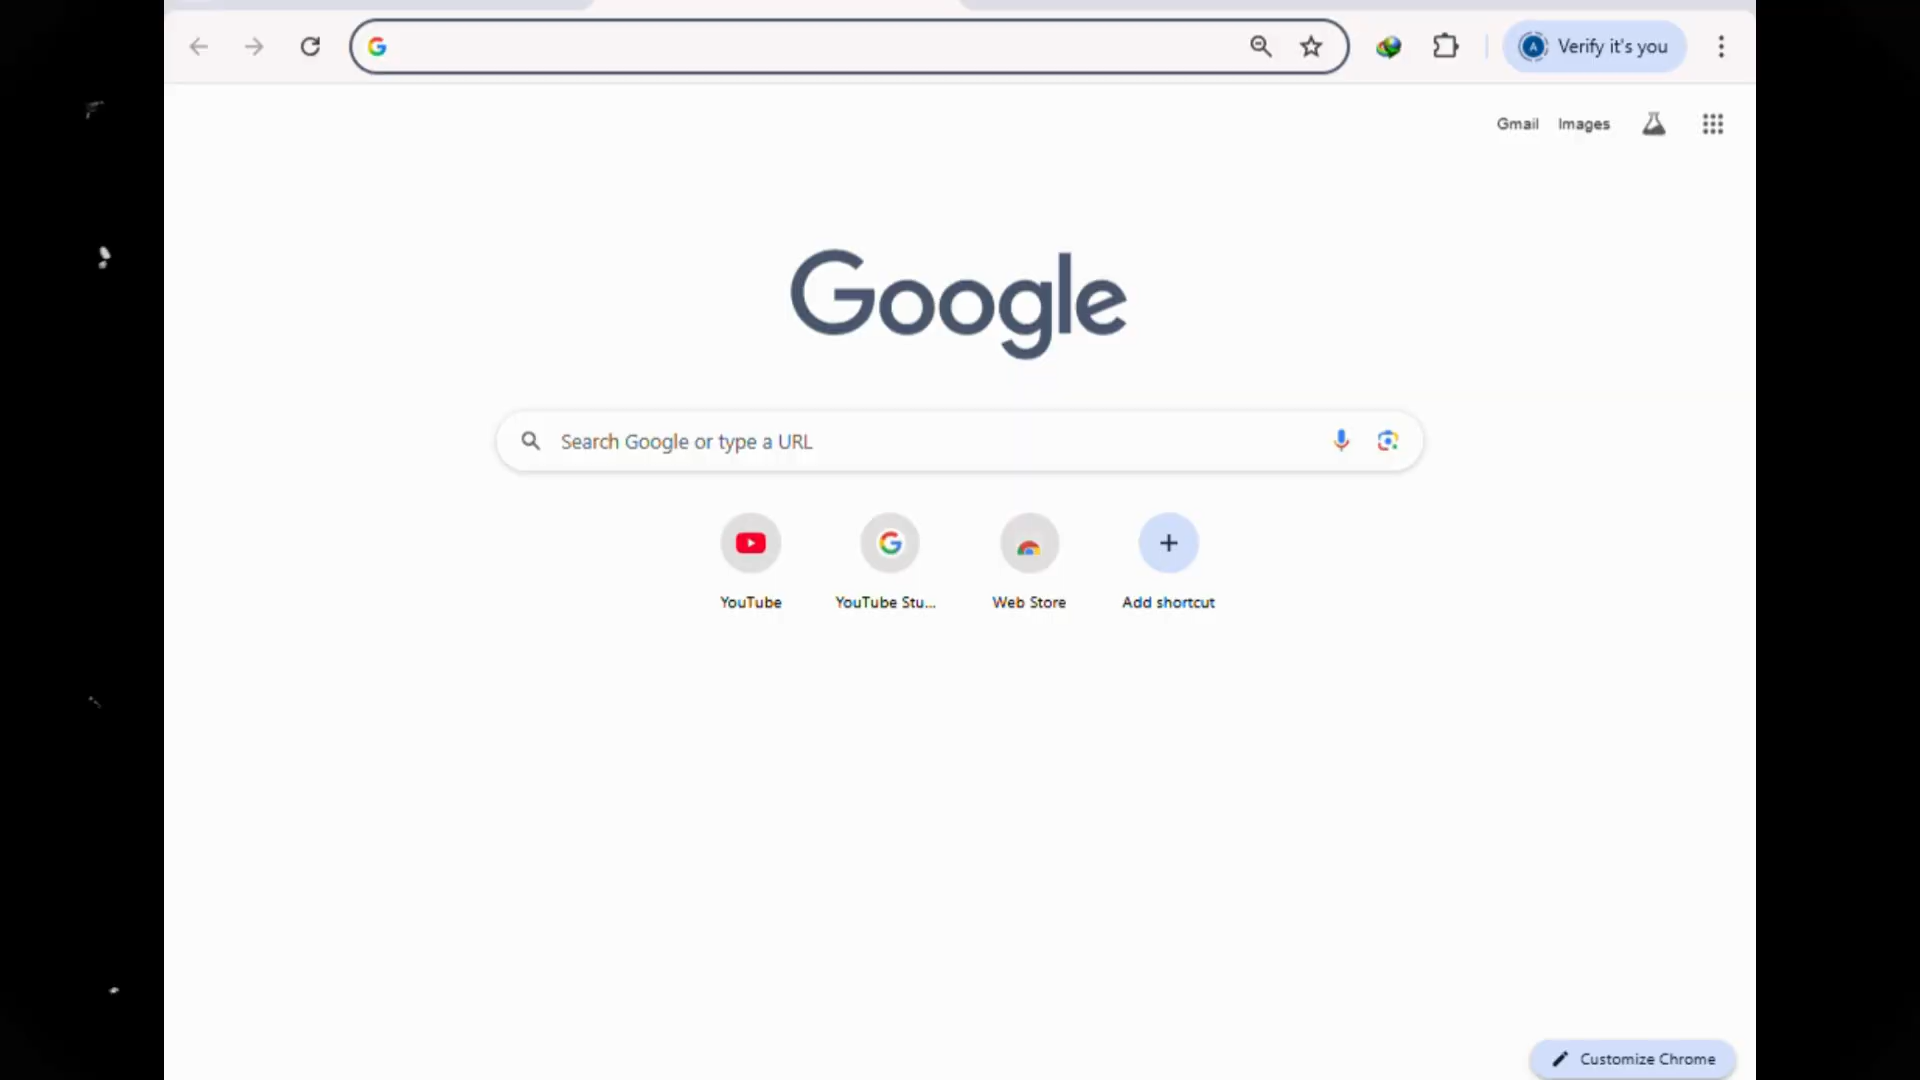 Verify it's you
Gmail Images
Google
Search Google or type a URL
YouTube YouTube Stu... Web Store Add shortcut
Customize Chrome